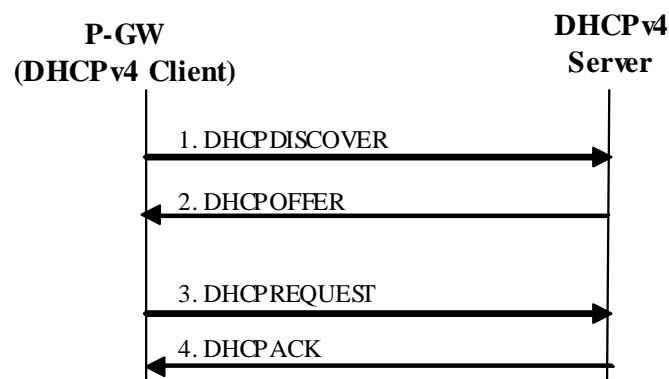 P-GW
(DHCPv4 Client)
DHCPv4
Server
1. DHCPDISCOVER
2. DHCPOFFER
3. DHCPREQUEST
4. DHCPACK